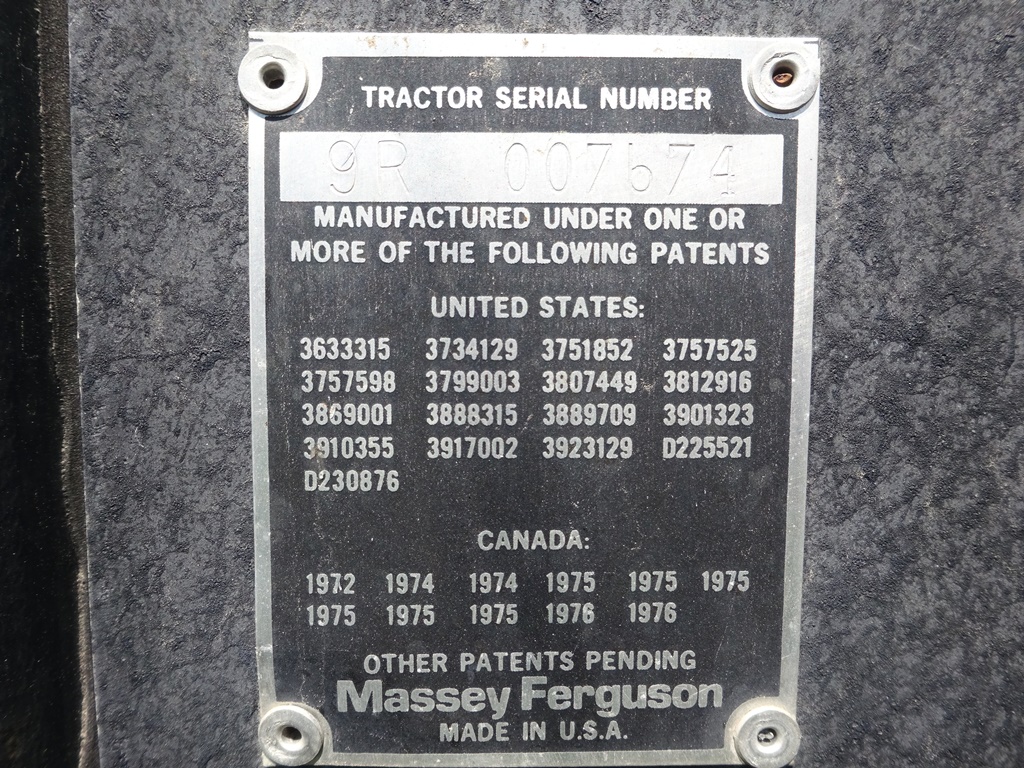 TRACTOR SERIAL NUMBER
9R 007674
MANUFACTURED UNDER ONE OR
MORE OF THE FOLLOWING PATENTS
UNITED STATES:
3633315 3734129 3751852 3757525
3757598 3799003 3807449 3812916
3869001 3888315 3889709 3901323
3910355 3917002 3923129 D225521
D230876
CANADA:
1972 1974 1974 1975 1975 1975
1975 1975 1975 1976 1976
OTHER PATENTS PENDING
Massey Ferguson
MADE IN U.S.A.